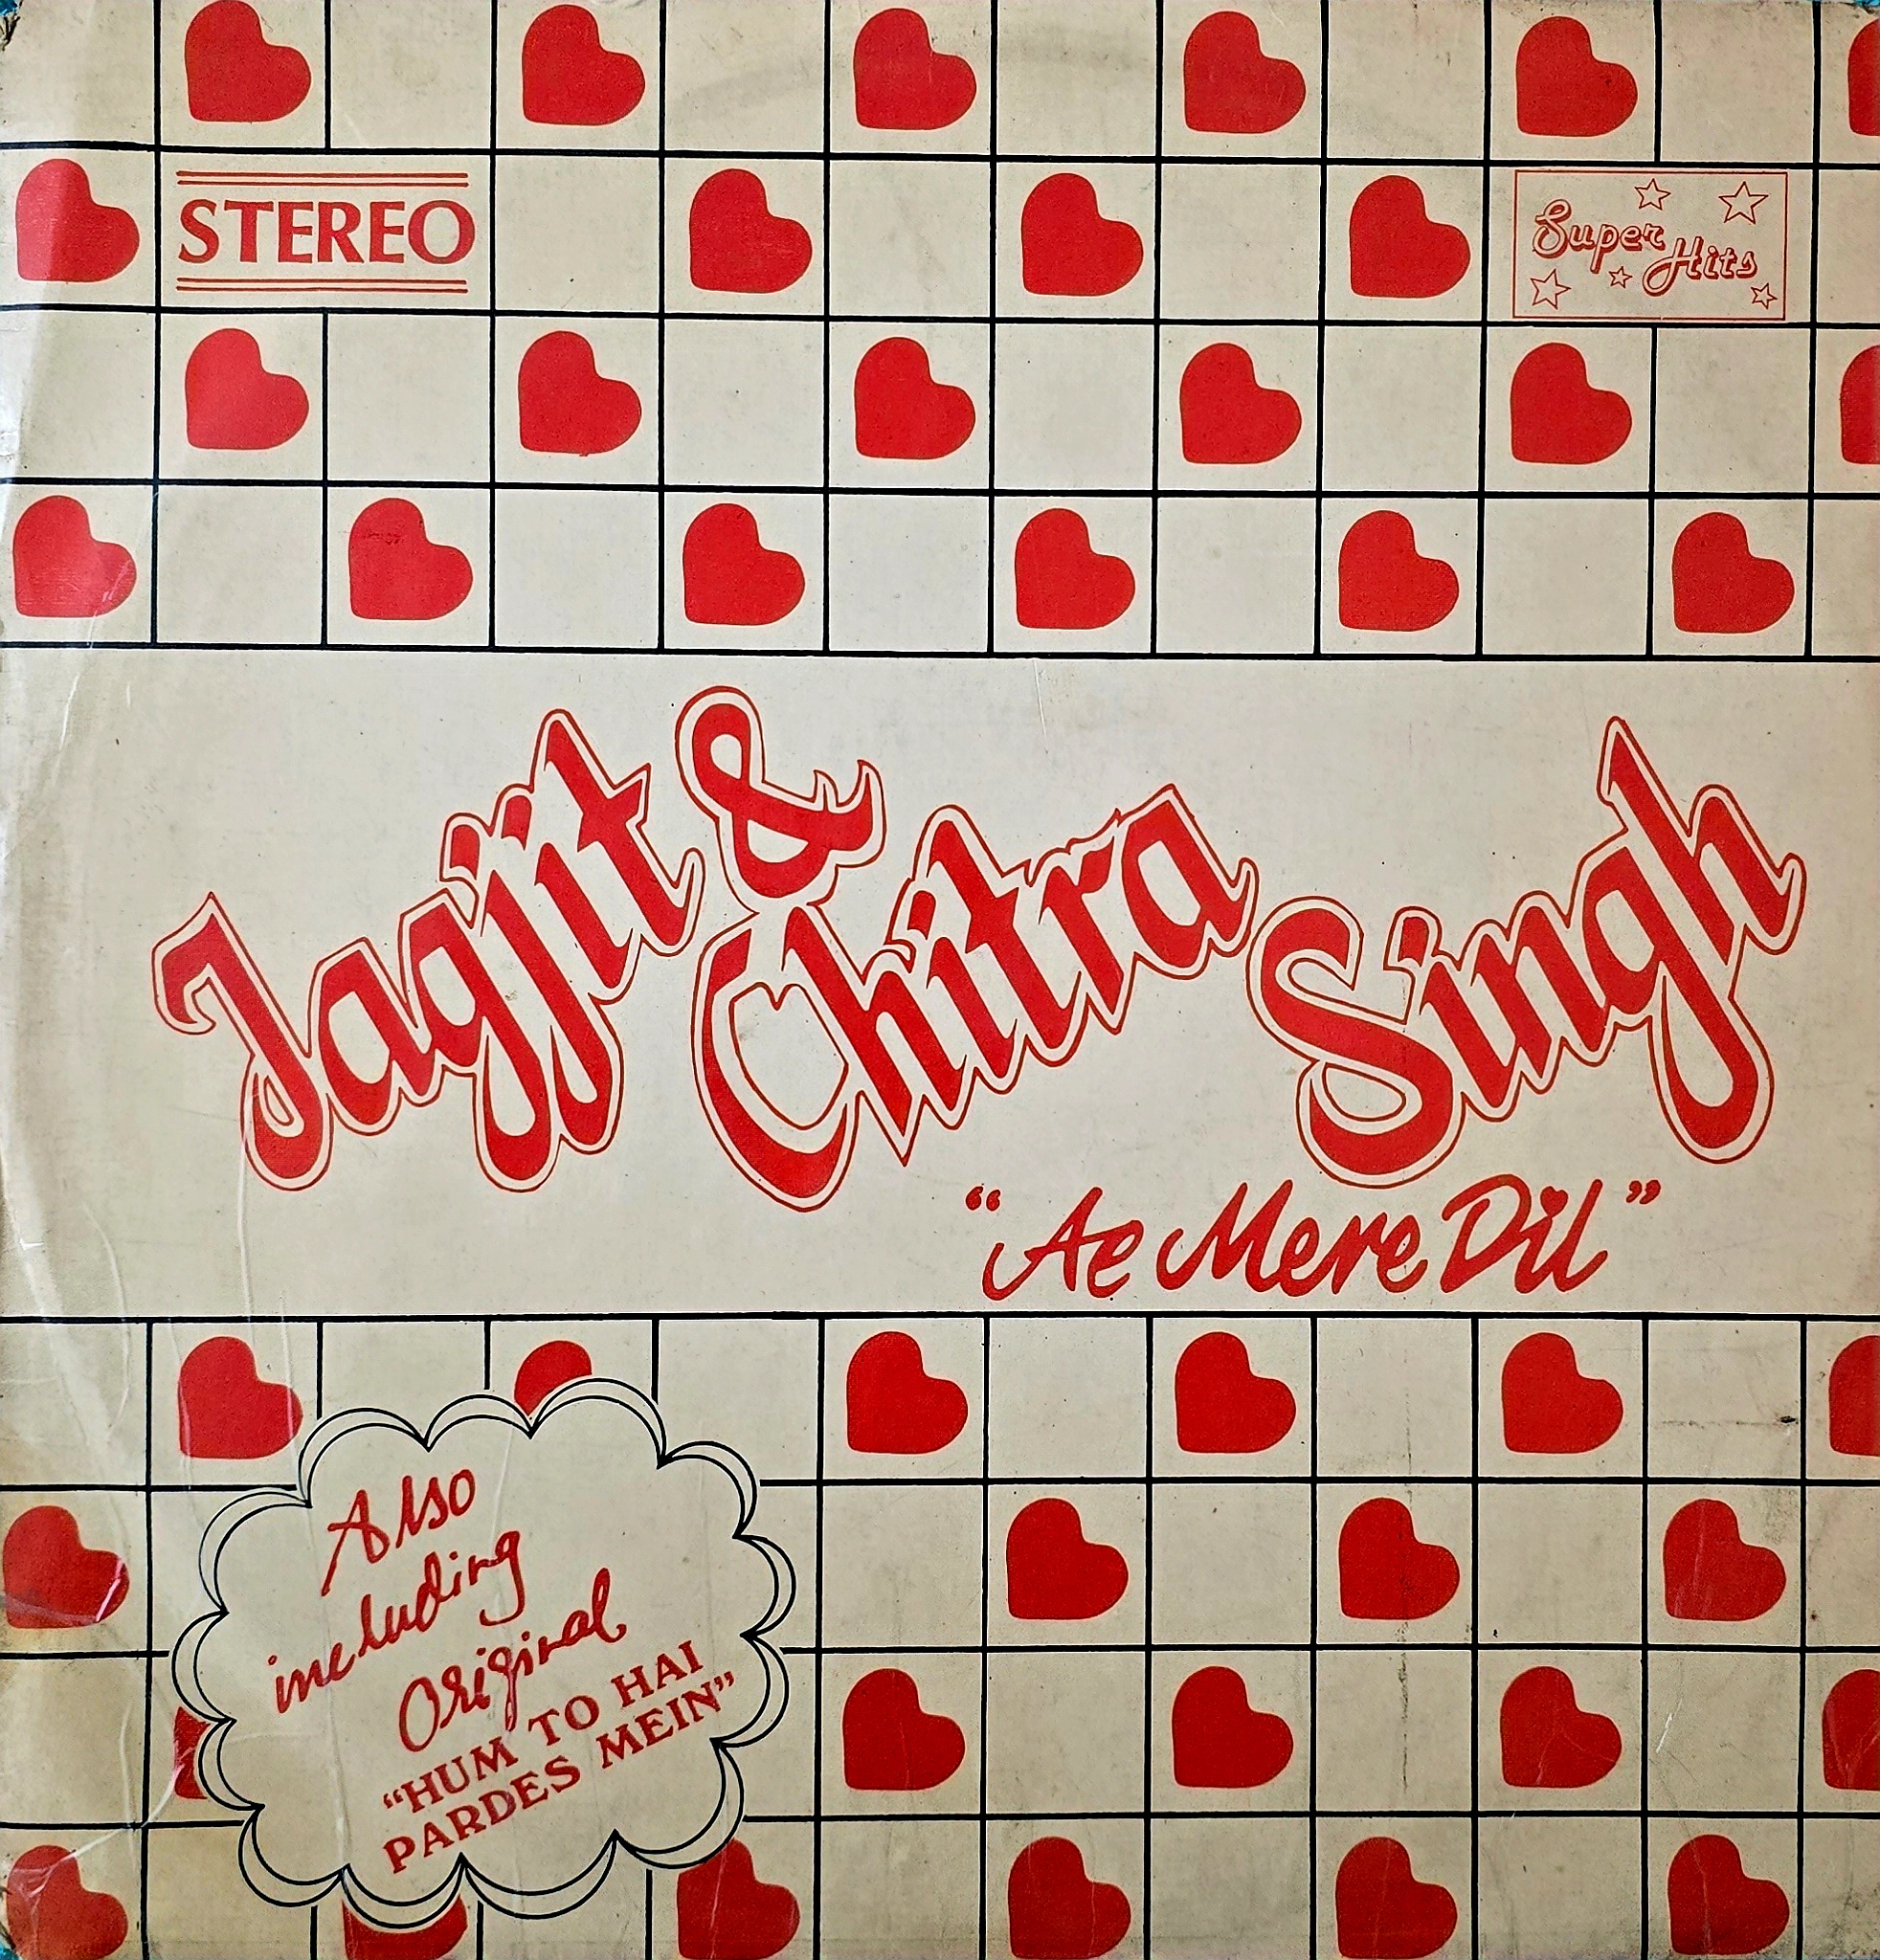 STEREO
Super Hits
Jagjit &
Chitra Singh
“Ae Mere Dil”
Also
including
Original
“HUM TO HAI
PARDES MEIN”